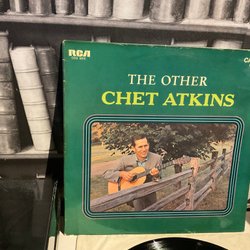 RCA
THE OTHER
CHET ATKINS